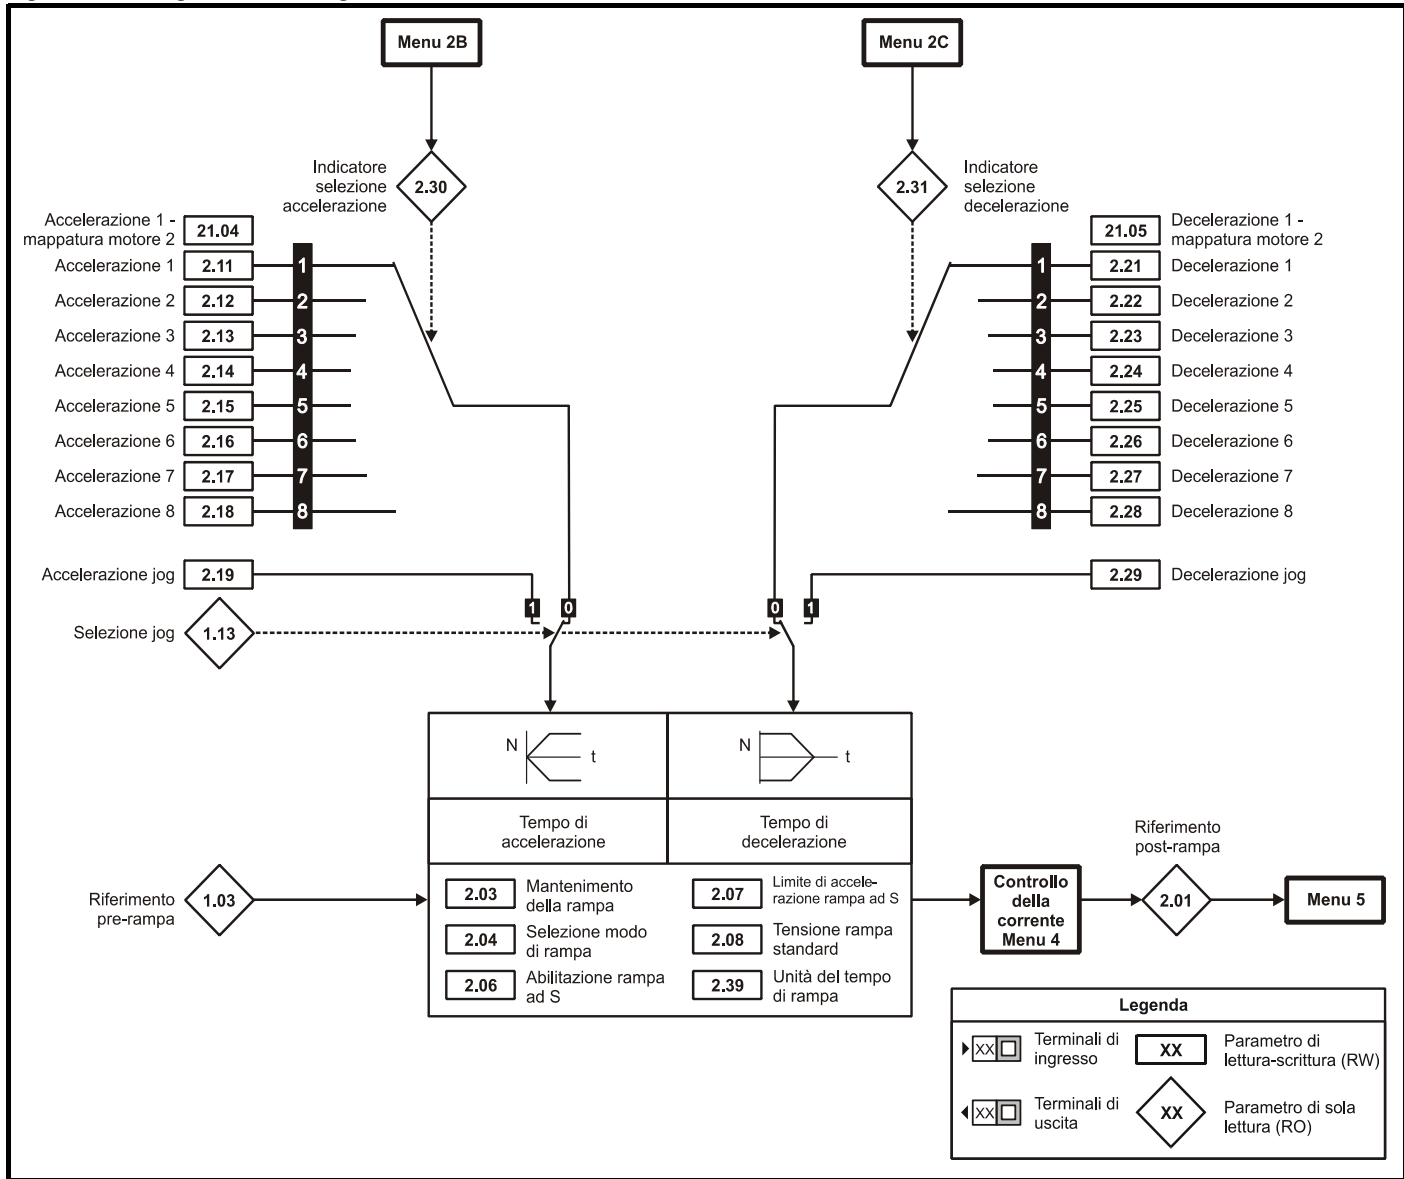 Menu 2B
Menu 2C
Indicatore
selezione
accelerazione
2.30
2.31
Indicatore
selezione
decelerazione
Accelerazione 1 -
mappatura motore 2
21.04
Accelerazione 1
2.11
1
Accelerazione 2
2.12
2
Accelerazione 3
2.13
3
Accelerazione 4
2.14
4
Accelerazione 5
2.15
5
Accelerazione 6
2.16
6
Accelerazione 7
2.17
7
Accelerazione 8
2.18
8
21.05
Decelerazione 1 -
mappatura motore 2
1
2.21
Decelerazione 1
2
2.22
Decelerazione 2
3
2.23
Decelerazione 3
4
2.24
Decelerazione 4
5
2.25
Decelerazione 5
6
2.26
Decelerazione 6
7
2.27
Decelerazione 7
8
2.28
Decelerazione 8
Accelerazione jog
2.19
2.29
Decelerazione jog
1
0
0
1
Selezione jog
1.13
N
t
N
t
Tempo di
accelerazione
Tempo di
decelerazione
Riferimento
pre-rampa
1.03
2.03
Mantenimento
della rampa
2.04
Selezione modo
di rampa
2.06
Abilitazione rampa
ad S
2.07
Limite di accele-
razione rampa ad S
2.08
Tensione rampa
standard
2.39
Unità del tempo
di rampa
Controllo
della
corrente
Menu 4
Riferimento
post-rampa
2.01
Menu 5
Legenda
XX
Terminali di
ingresso
XX
Parametro di
lettura-scrittura (RW)
XX
Terminali di
uscita
XX
Parametro di sola
lettura (RO)